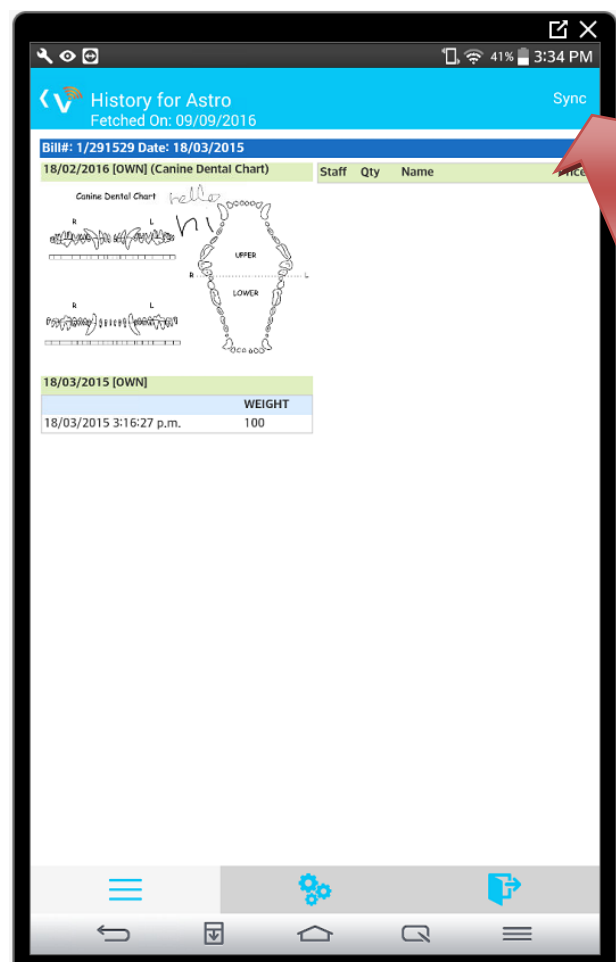 41% 3:34 PM
History for Astro
Sync
Fetched On: 09/09/2016
Bill#: 1/291529 Date: 18/03/2015
18/02/2016 [OWN] (Canine Dental Chart)
Staff Qty Name Price
Canine Dental Chart
hello
hi
R L
UPPER
R L
LOWER
R L
18/03/2015 [OWN]
WEIGHT
18/03/2015 3:16:27 p.m. 100